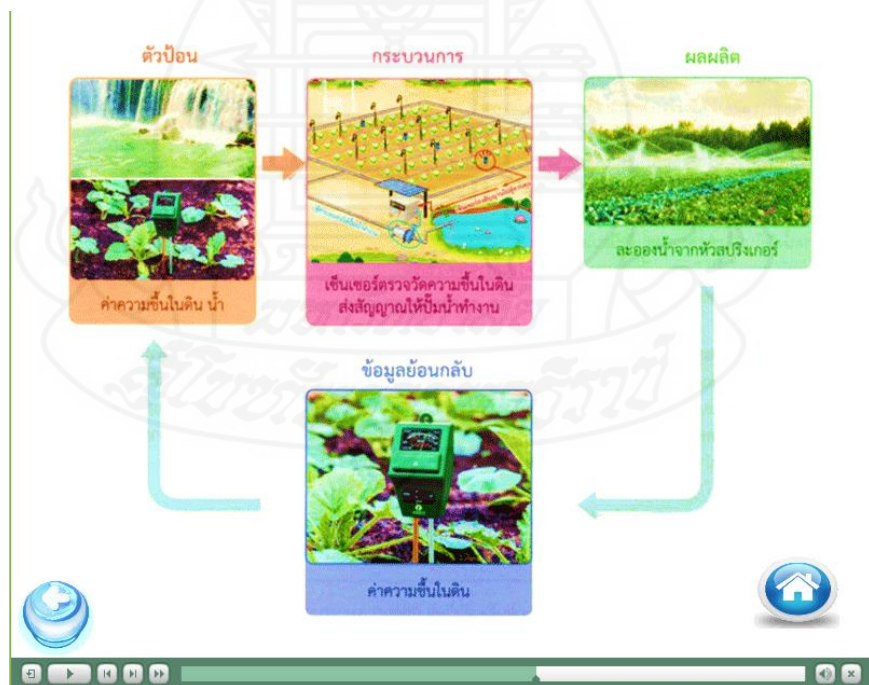 ตัวป้อน
กระบวนการ
ผลผลิต
ค่าความชื้นในดิน น้ำ
เซ็นเซอร์ตรวจวัดความชื้นในดิน
ส่งสัญญาณให้ปั๊มน้ำทำงาน
ละอองน้ำจากหัวสปริงเกอร์
ข้อมูลย้อนกลับ
ค่าความชื้นในดิน